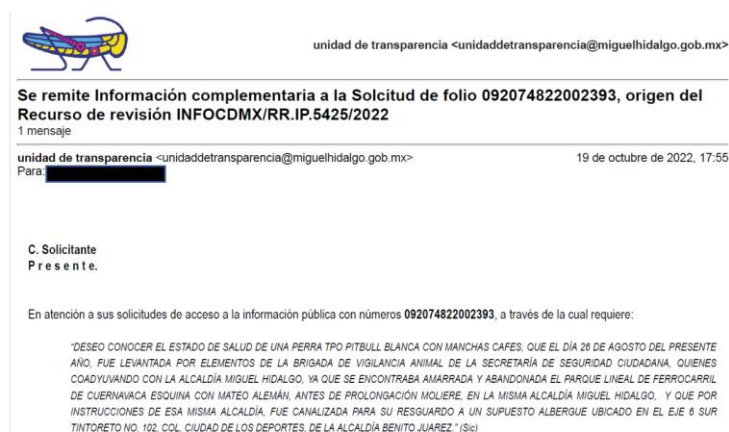 unidad de transparencia <unidaddetransparencia@miguelhidalgo.gob.mx>
Se remite Información complementaria a la Solcitud de folio 092074822002393, origen del
Recurso de revisión INFOCDMX/RR.IP.5425/2022
1 mensaje
unidad de transparencia <unidaddetransparencia@miguelhidalgo.gob.mx> 19 de octubre de 2022, 17:55
Para:
C. Solicitante
P r e s e n t e.
En atención a sus solicitudes de acceso a la información pública con números 092074822002393, a través de la cual requiere:
"DESEO CONOCER EL ESTADO DE SALUD DE UNA PERRA TPO PITBULL BLANCA CON MANCHAS CAFES, QUE EL DÍA 26 DE AGOSTO DEL PRESENTE
AÑO, FUE LEVANTADA POR ELEMENTOS DE LA BRIGADA DE VIGILANCIA ANIMAL DE LA SECRETARÍA DE SEGURIDAD CIUDADANA, QUIENES
COADYUVANDO CON LA ALCALDÍA MIGUEL HIDALGO, YA QUE SE ENCONTRABA AMARRADA Y ABANDONADA EL PARQUE LINEAL DE FERROCARRIL
DE CUERNAVACA ESQUINA CON MATEO ALEMÁN, ANTES DE PROLONGACIÓN MOLIERE, EN LA MISMA ALCALDÍA MIGUEL HIDALGO, Y QUE POR
INSTRUCCIONES DE ESA MISMA ALCALDÍA, FUE CANALIZADA PARA SU RESGUARDO A UN SUPUESTO ALBERGUE UBICADO EN EL EJE 6 SUR
TINTORETO NO. 102, COL. CIUDAD DE LOS DEPORTES, DE LA ALCALDÍA BENITO JUAREZ." (Sic)